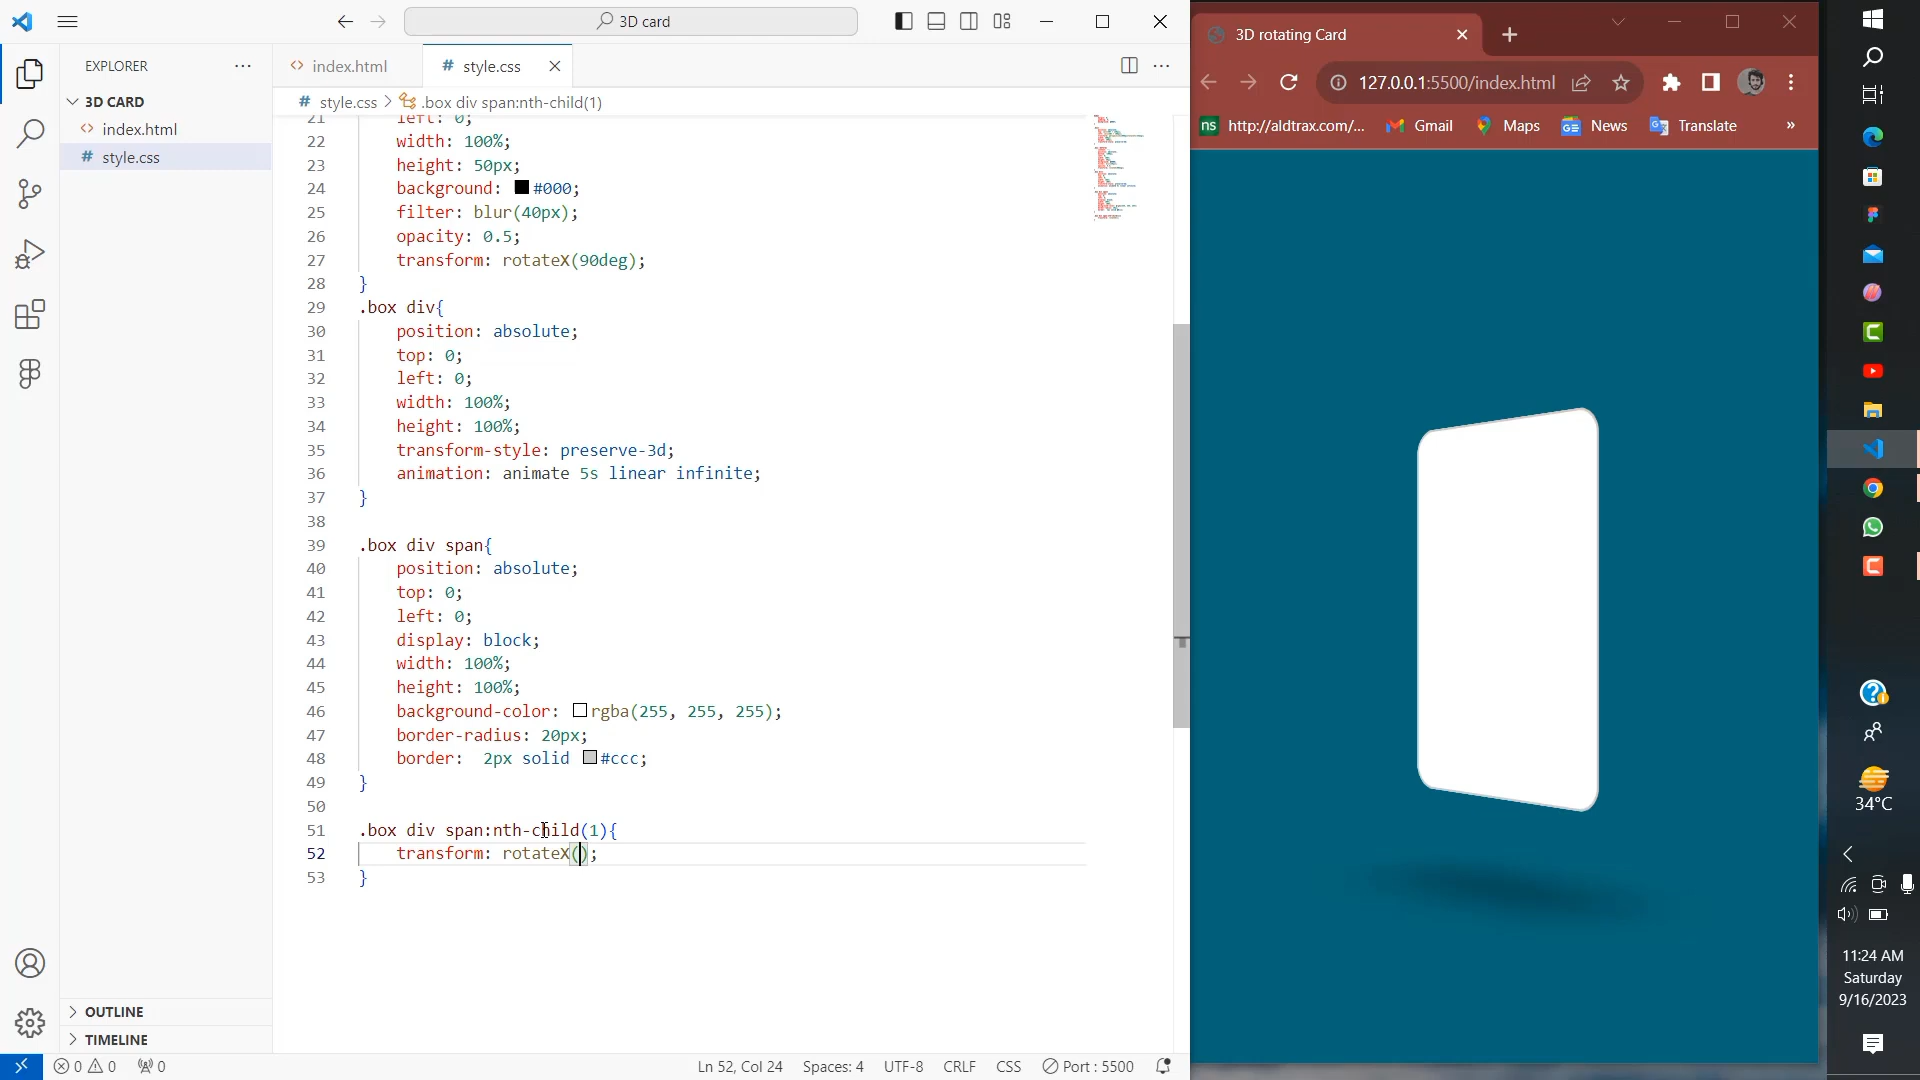 3D card
EXPLORER
3D CARD
index.html
style.css
OUTLINE
TIMELINE
index.html
# style.css
# style.css > .box div span:nth-child(1)
21 left: 0;
22 width: 100%;
23 height: 50px;
24 background: #000;
25 filter: blur(40px);
26 opacity: 0.5;
27 transform: rotateX(90deg);
28 }
29 .box div{
30 position: absolute;
31 top: 0;
32 left: 0;
33 width: 100%;
34 height: 100%;
35 transform-style: preserve-3d;
36 animation: animate 5s linear infinite;
37 }
38
39 .box div span{
40 position: absolute;
41 top: 0;
42 left: 0;
43 display: block;
44 width: 100%;
45 height: 100%;
46 background-color: rgba(255, 255, 255);
47 border-radius: 20px;
48 border: 2px solid #ccc;
49 }
50
51 .box div span:nth-child(1){
52 transform: rotateX();
53 }
0 0 0
Ln 52, Col 24 Spaces: 4 UTF-8 CRLF CSS Port : 5500
3D rotating Card
127.0.0.1:5500/index.html
ns http://aldtrax.com/... Gmail Maps News Translate »
34°C
11:24 AM
Saturday
9/16/2023